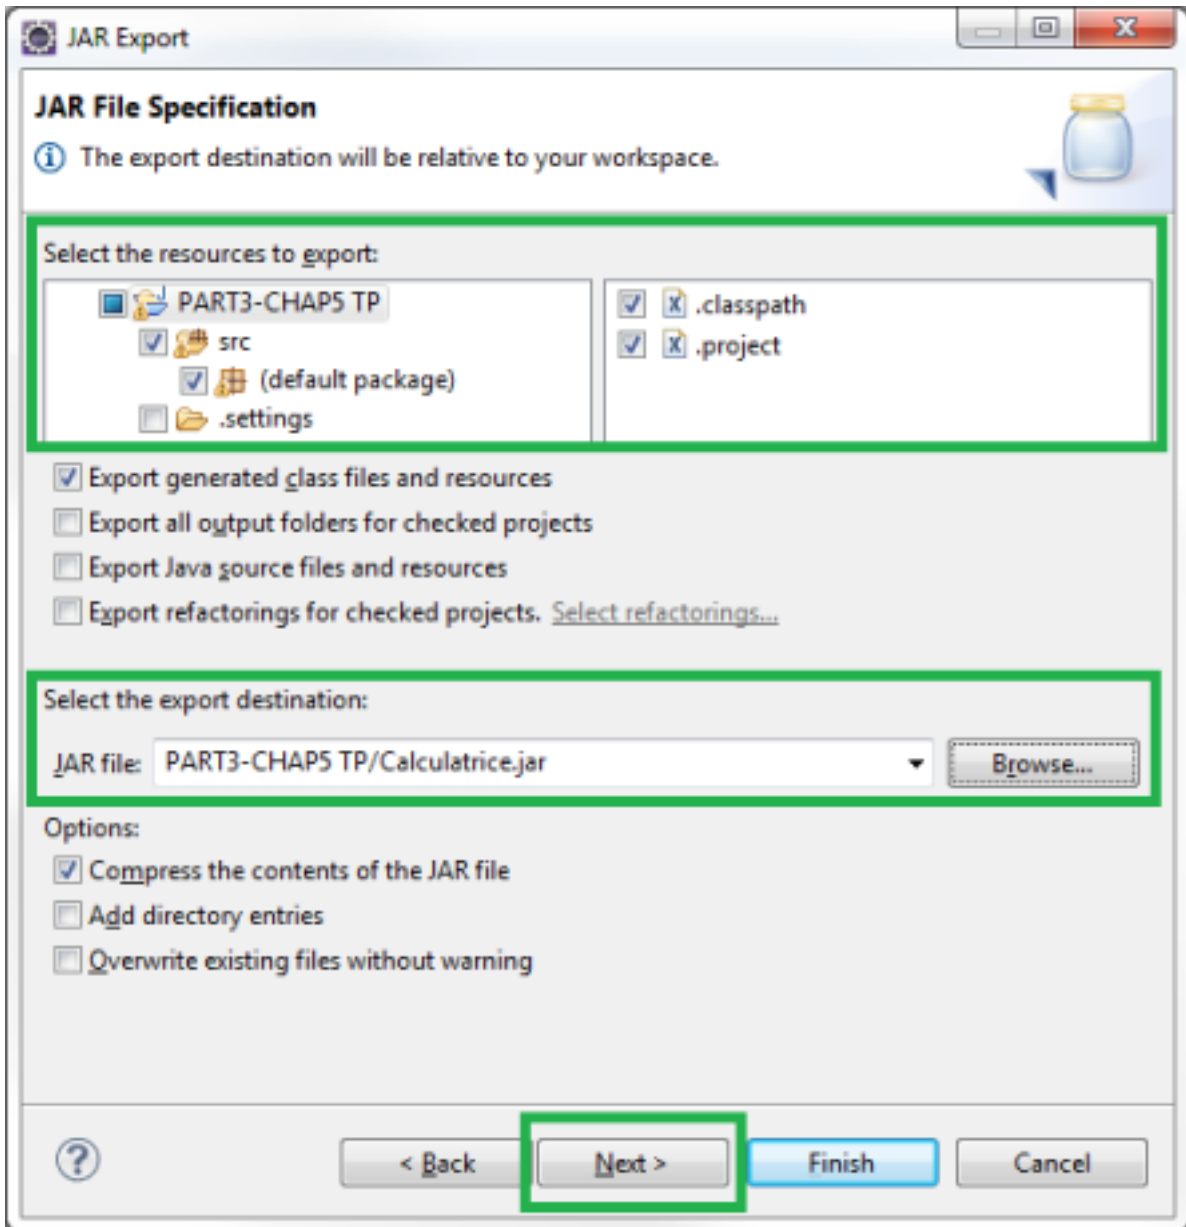 JAR Export
JAR File Specification
The export destination will be relative to your workspace.
Select the resources to export:
PART3-CHAP5 TP
src
(default package)
.settings
.classpath
.project
Export generated class files and resources
Export all output folders for checked projects
Export Java source files and resources
Export refactorings for checked projects. Select refactorings...
Select the export destination:
JAR file: PART3-CHAP5 TP/Calculatrice.jar Browse...
Options:
Compress the contents of the JAR file
Add directory entries
Overwrite existing files without warning
? < Back Next > Finish Cancel